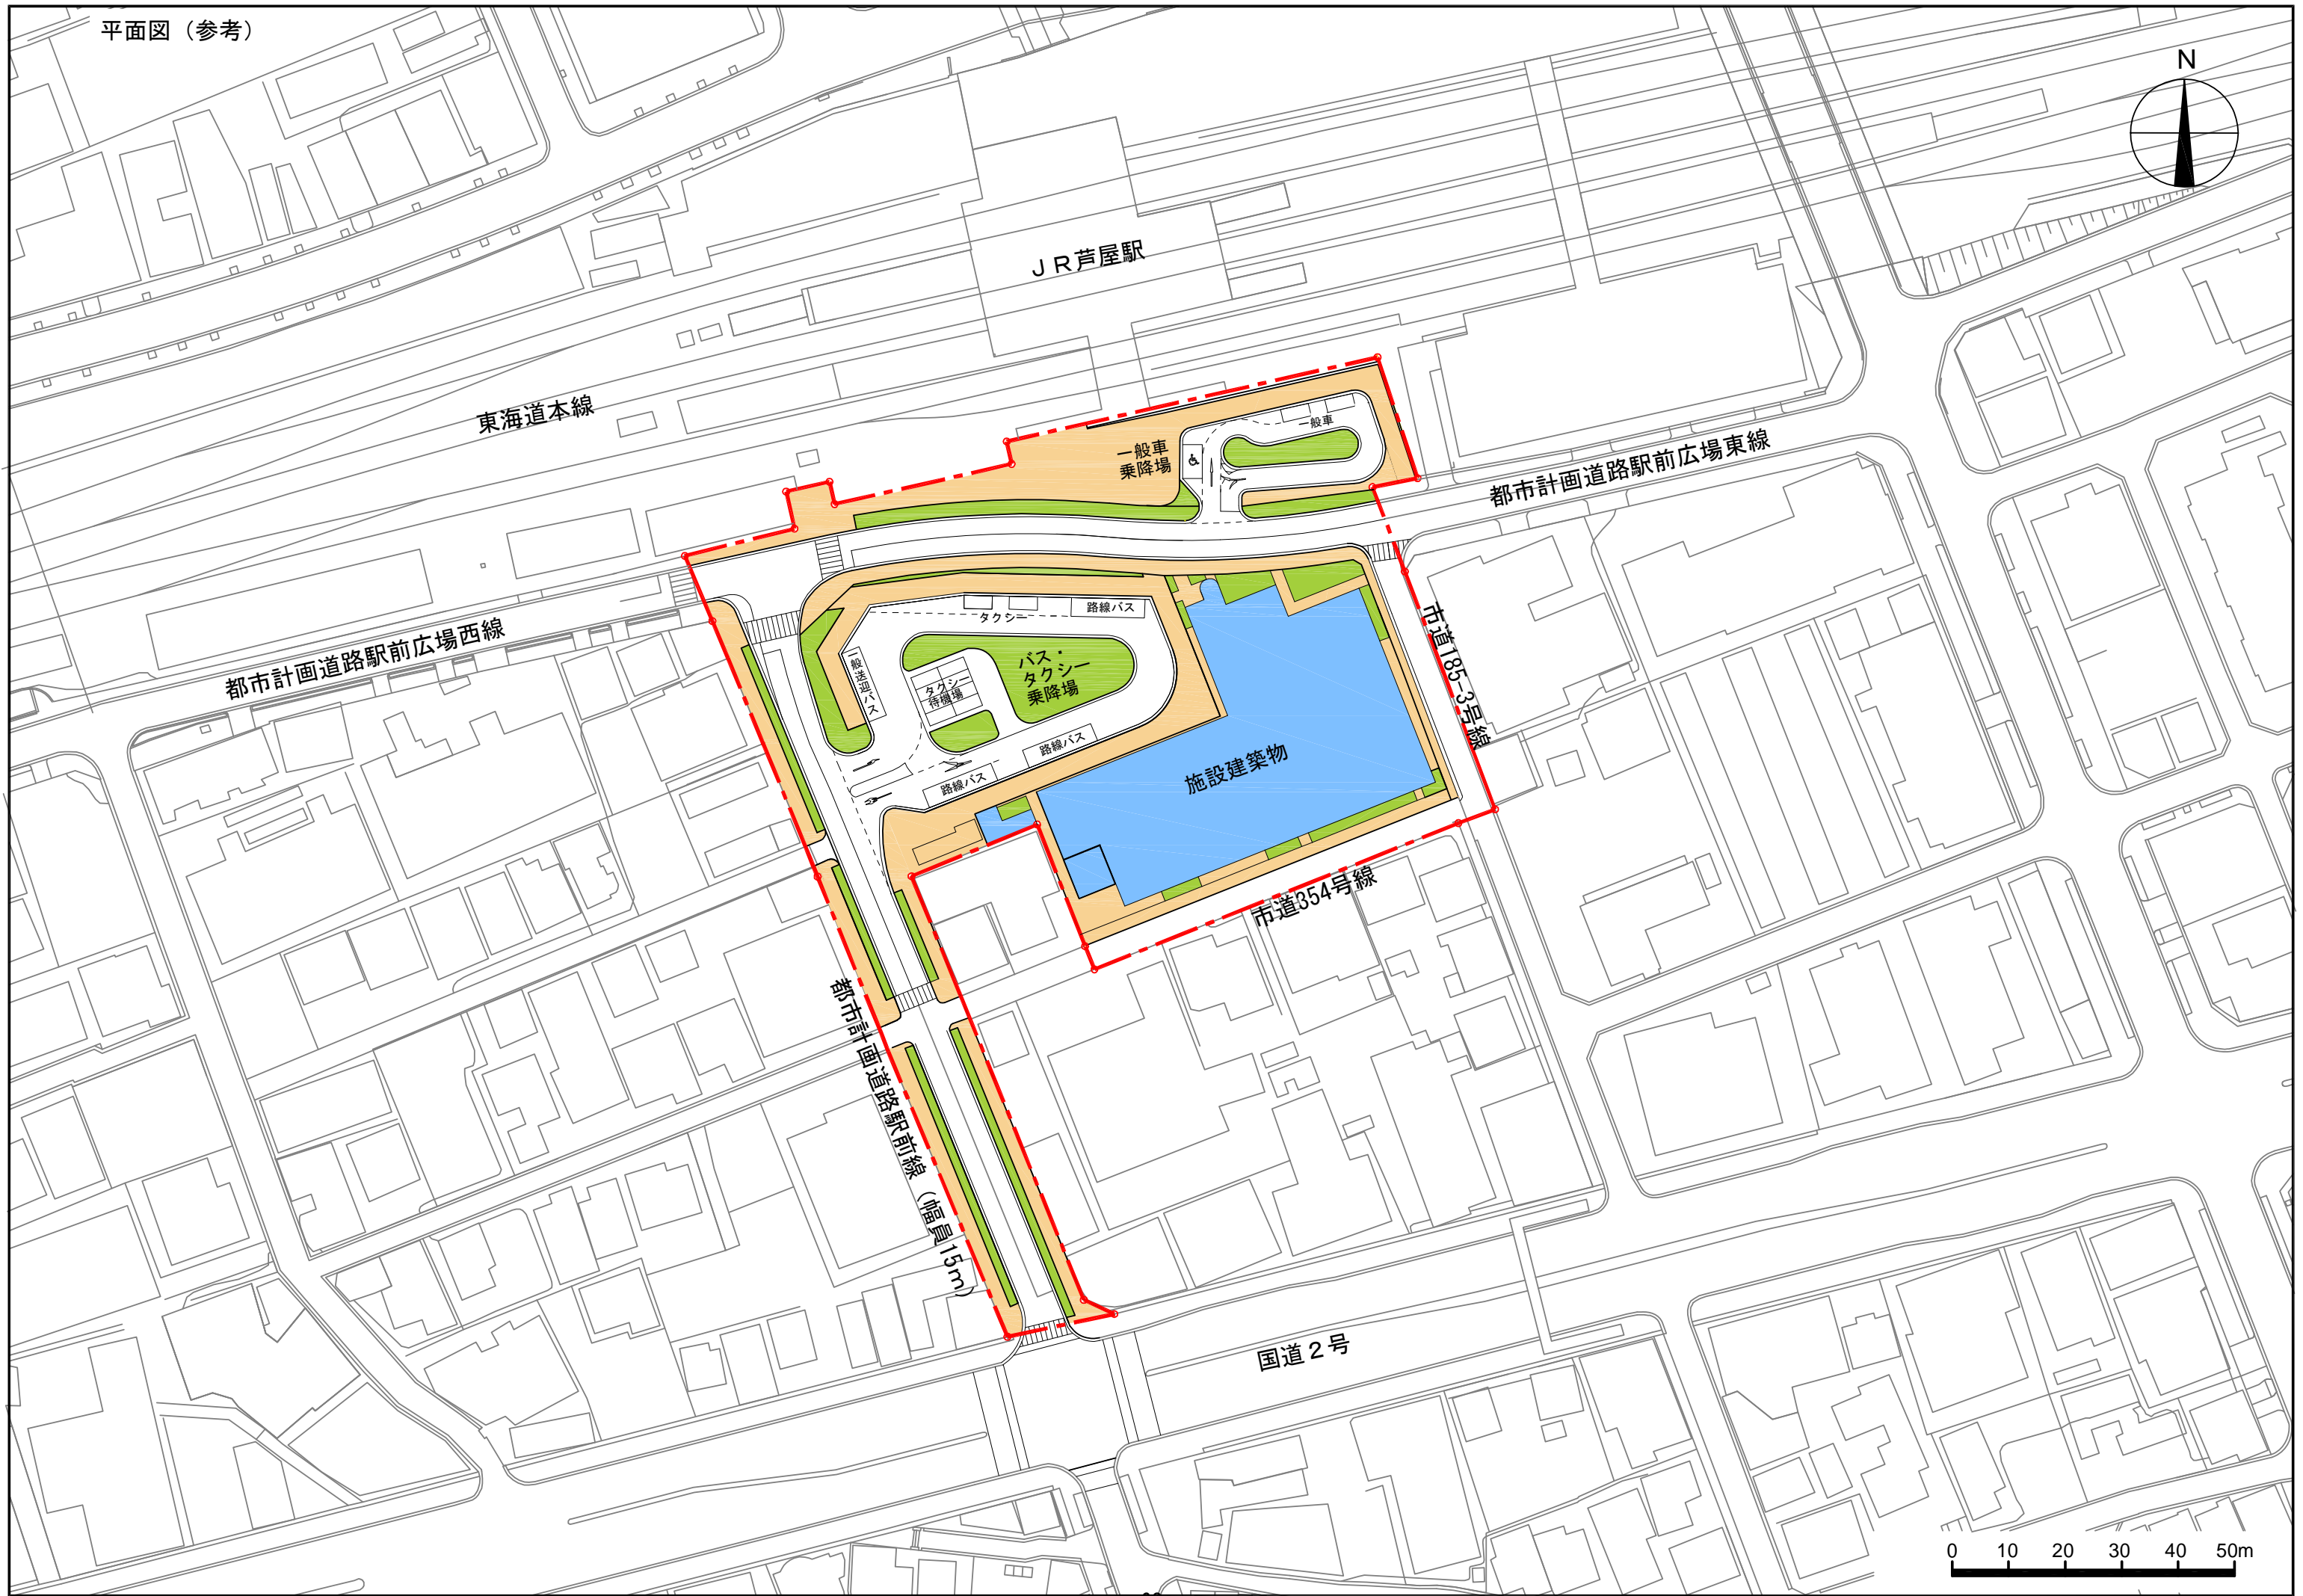 平面図（参考）
N
ＪＲ芦屋駅
東海道本線
一般車
乗降場
一般車
都市計画道路駅前広場東線
都市計画道路駅前広場西線
タクシー
路線バス
一般送迎バス
タクシー
待機場
バス・
タクシー
乗降場
路線バス
路線バス
施設建築物
市道185-3号線
市道354号線
都市計画道路駅前線（幅員15m）
国道２号
0 10 20 30 40 50m